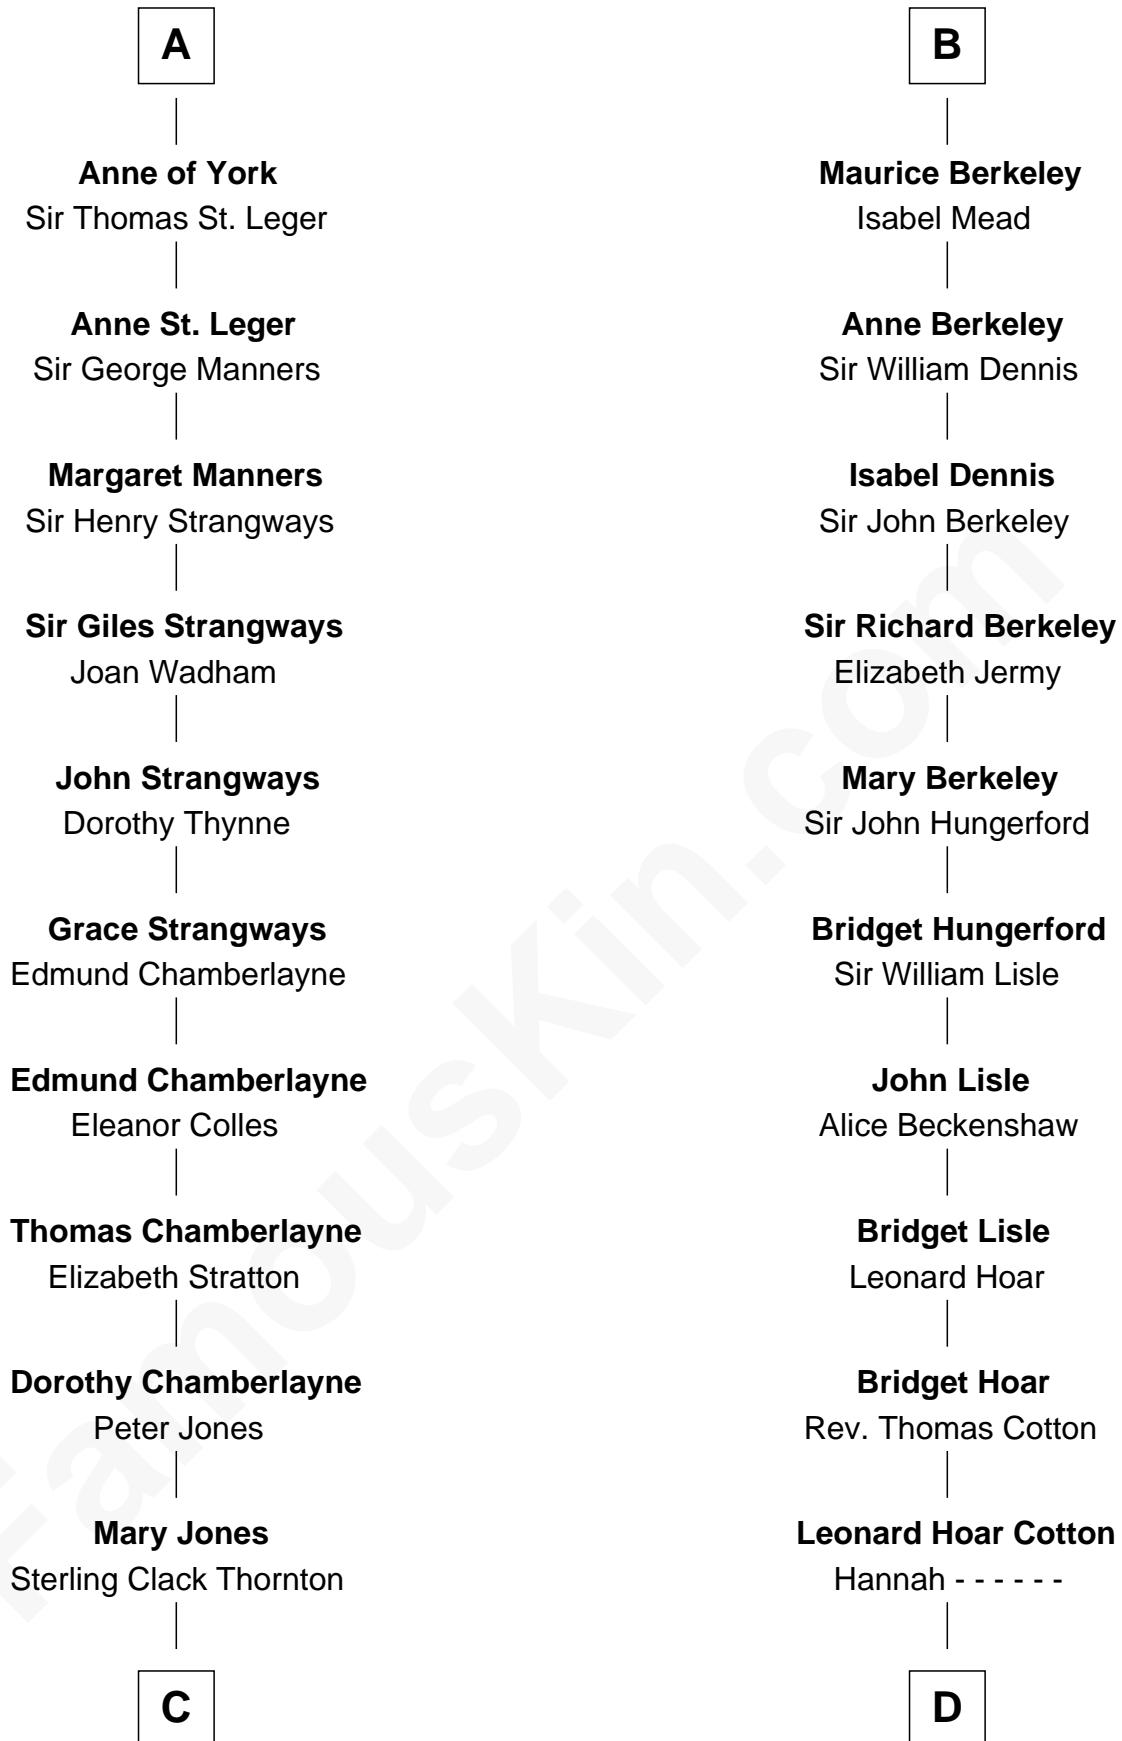 A
Anne of York
Sir Thomas St. Leger
Anne St. Leger
Sir George Manners
Margaret Manners
Sir Henry Strangways
Sir Giles Strangways
Joan Wadham
John Strangways
Dorothy Thynne
Grace Strangways
Edmund Chamberlayne
Edmund Chamberlayne
Eleanor Colles
Thomas Chamberlayne
Elizabeth Stratton
Dorothy Chamberlayne
Peter Jones
Mary Jones
Sterling Clack Thornton
C
B
Maurice Berkeley
Isabel Mead
Anne Berkeley
Sir William Dennis
Isabel Dennis
Sir John Berkeley
Sir Richard Berkeley
Elizabeth Jermy
Mary Berkeley
Sir John Hungerford
Bridget Hungerford
Sir William Lisle
John Lisle
Alice Beckenshaw
Bridget Lisle
Leonard Hoar
Bridget Hoar
Rev. Thomas Cotton
Leonard Hoar Cotton
Hannah - - - - - -
D
FamousKin.com